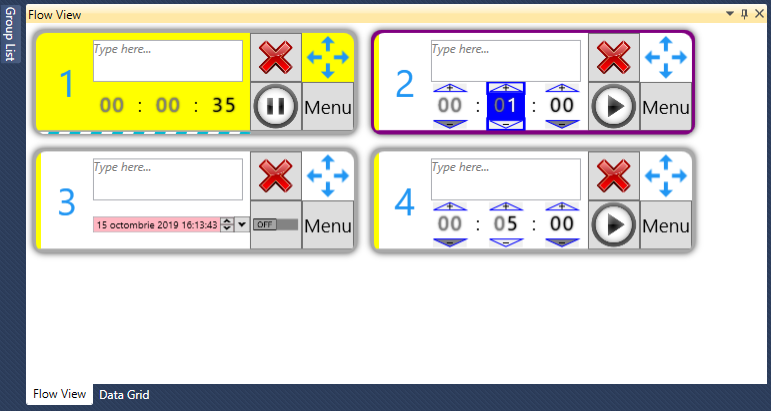 Group List
Flow View
1
Type here...
00 : 00 : 35
Menu
2
Type here...
00 : 01 : 00
Menu
3
Type here...
15 octombrie 2019 16:13:43
OFF
Menu
4
Type here...
00 : 05 : 00
Menu
Flow View
Data Grid